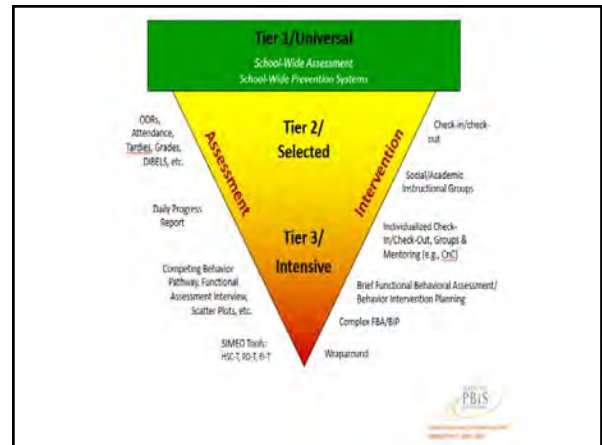 Tier 1/Universal
School-Wide Assessment
School-Wide Prevention Systems
ODRs,
Attendance,
Tardies, Grades,
DIBELS, etc.
Assessment
Tier 2/
Selected
Intervention
Check-in/check-
out
Social/Academic
Instructional Groups
Daily Progress
Report
Tier 3/
Intensive
Individualized Check-
In/Check-Out, Groups &
Mentoring (e.g., CnC)
Competing Behavior
Pathway, Functional
Assessment Interview,
Scatter Plots, etc.
Brief Functional Behavioral Assessment/
Behavior Intervention Planning
Complex FBA/BIP
SIMEO Tools:
HSC-T, RD-T, EI-T
Wraparound
PBIS